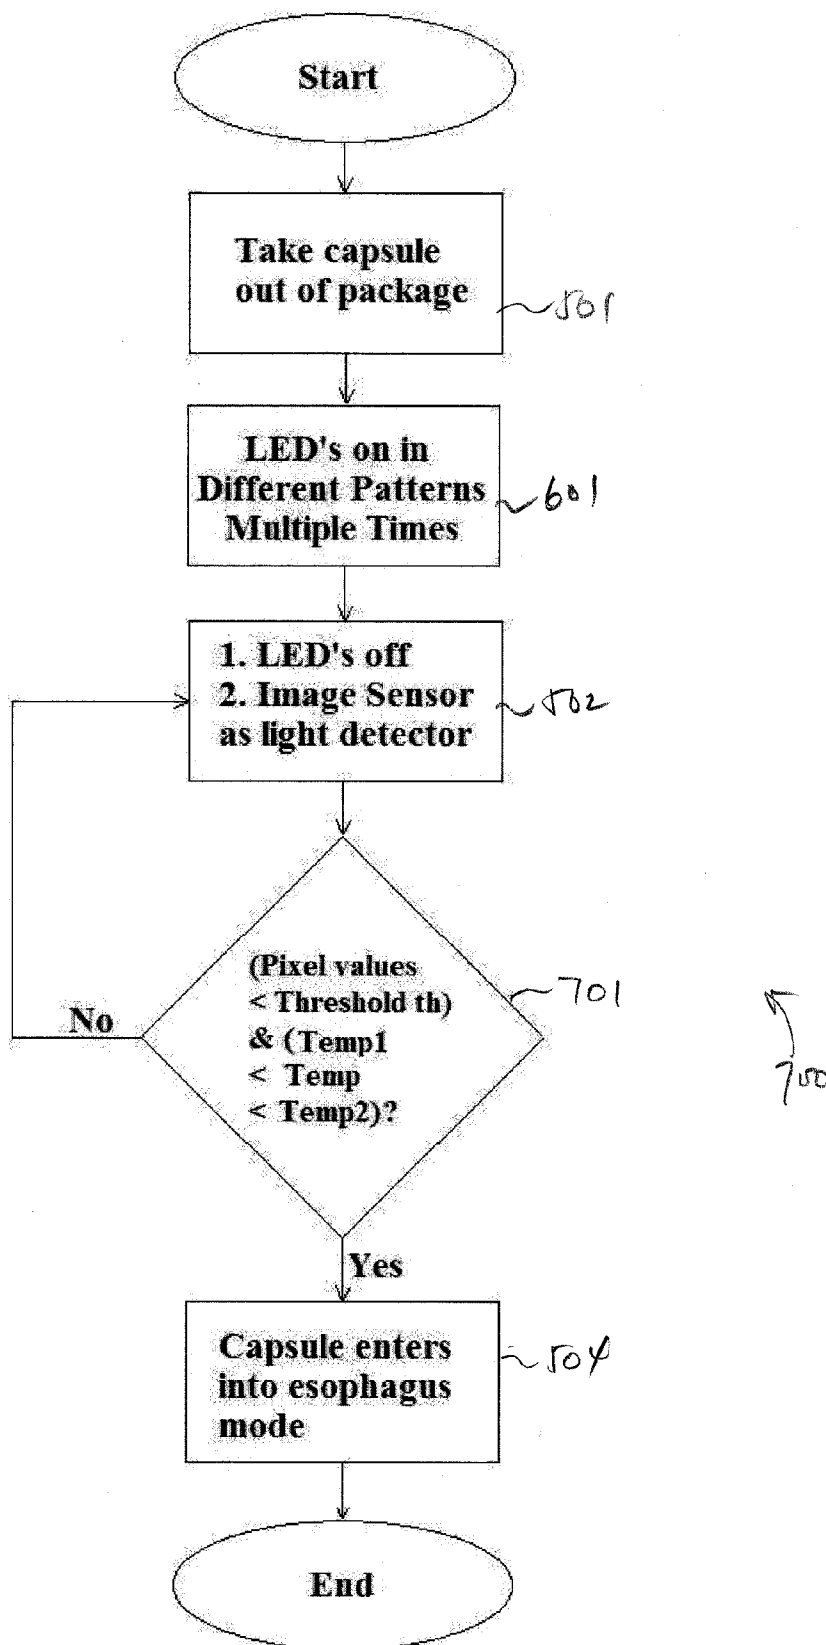 Start
Take capsule
out of package
501
LED's on in
Different Patterns
Multiple Times
601
1. LED's off
2. Image Sensor
as light detector
502
(Pixel values
< Threshold th)
& (Temp1
< Temp
< Temp2)?
701
No
700
Yes
Capsule enters
into esophagus
mode
504
End